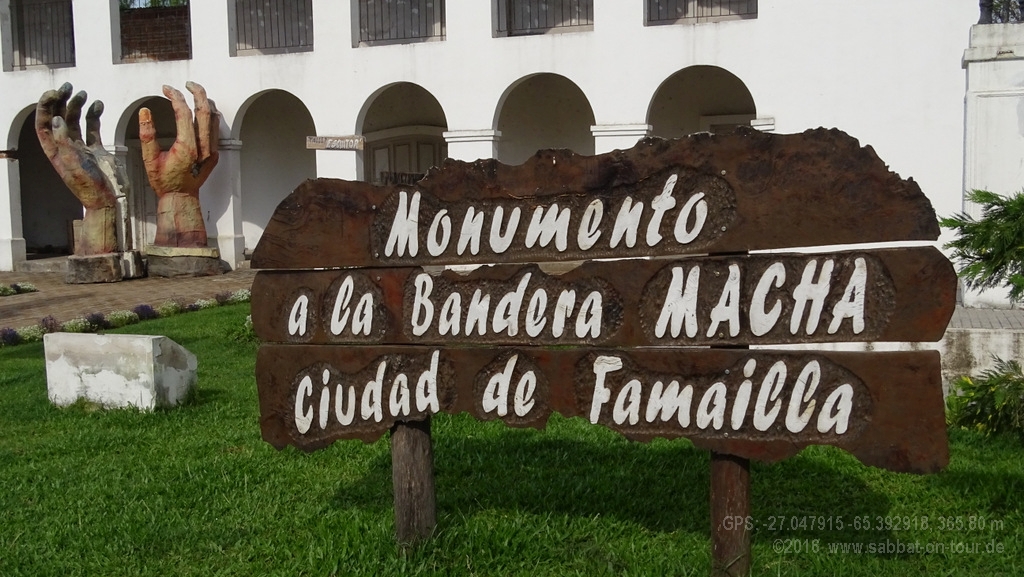 Monumento
a la Bandera MACHA
Ciudad de Famailla
GPS: -27.047915 -65.392918, 365.80 m
©2016 www.sabbat-on-tour.de